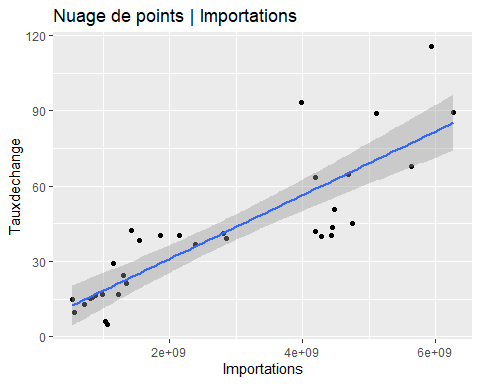 Nuage de points | Importations
120
90
60
30
0
Tauxdechange
2e+09
4e+09
6e+09
Importations